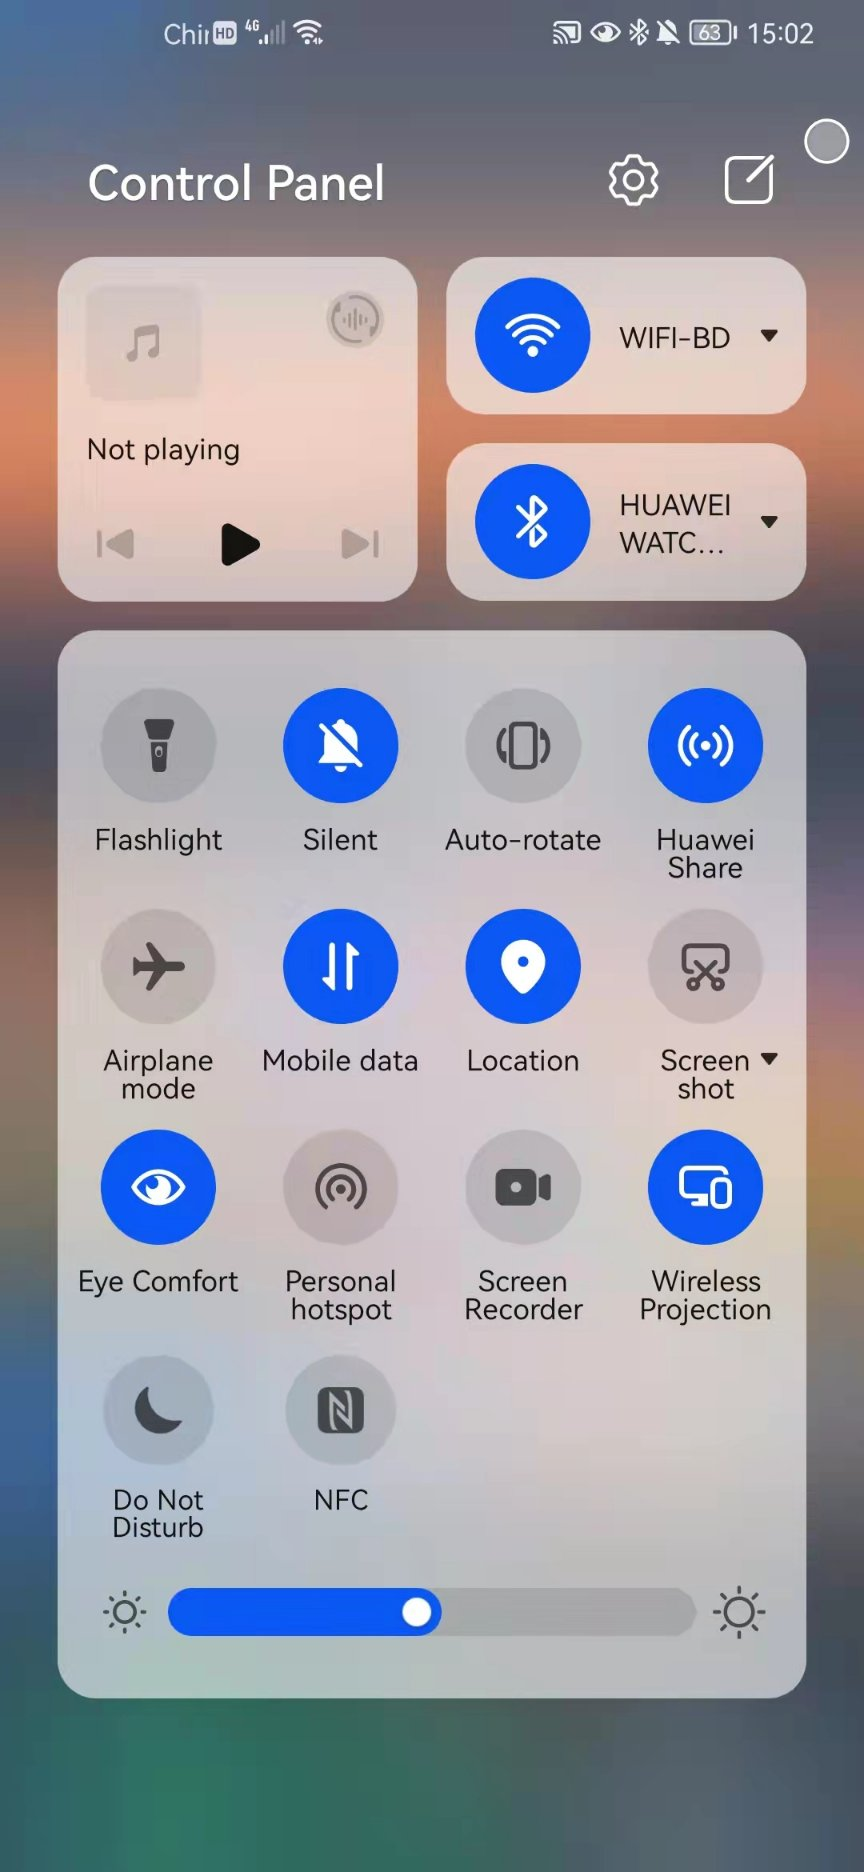 Chin HD 4G 63 15:02
Control Panel
Not playing
WIFI-BD
HUAWEI
WATC...
Flashlight Silent Auto-rotate Huawei
Share
Airplane
mode
Mobile data Location Screen
shot
Eye Comfort Personal
hotspot
Screen
Recorder
Wireless
Projection
Do Not
Disturb
NFC